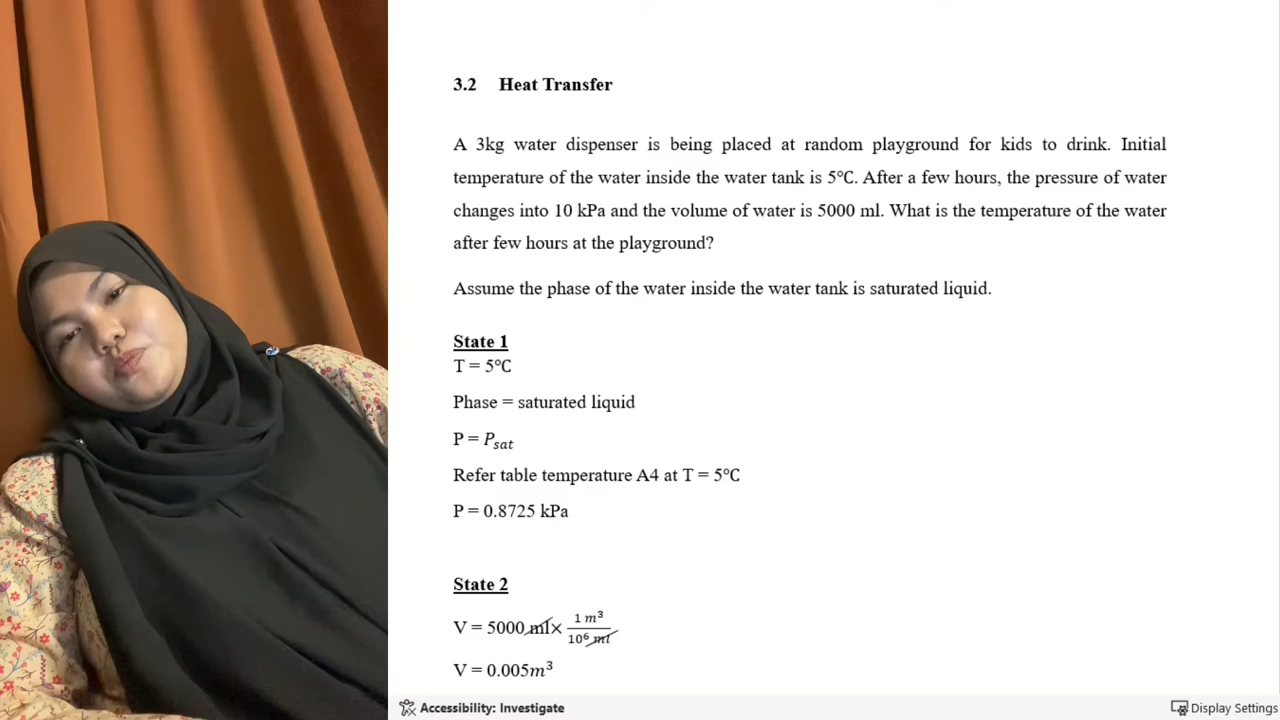 3.2 Heat Transfer
A 3kg water dispenser is being placed at random playground for kids to drink. Initial
temperature of the water inside the water tank is 5℃. After a few hours, the pressure of water
changes into 10 kPa and the volume of water is 5000 ml. What is the temperature of the water
after few hours at the playground?
Assume the phase of the water inside the water tank is saturated liquid.
State 1
T = 5℃
Phase = saturated liquid
P = P_sat
Refer table temperature A4 at T = 5℃
P = 0.8725 kPa
State 2
V = 5000 ml × 1 m³ / 10⁶ ml
V = 0.005m³
Accessibility: Investigate
Display Settings